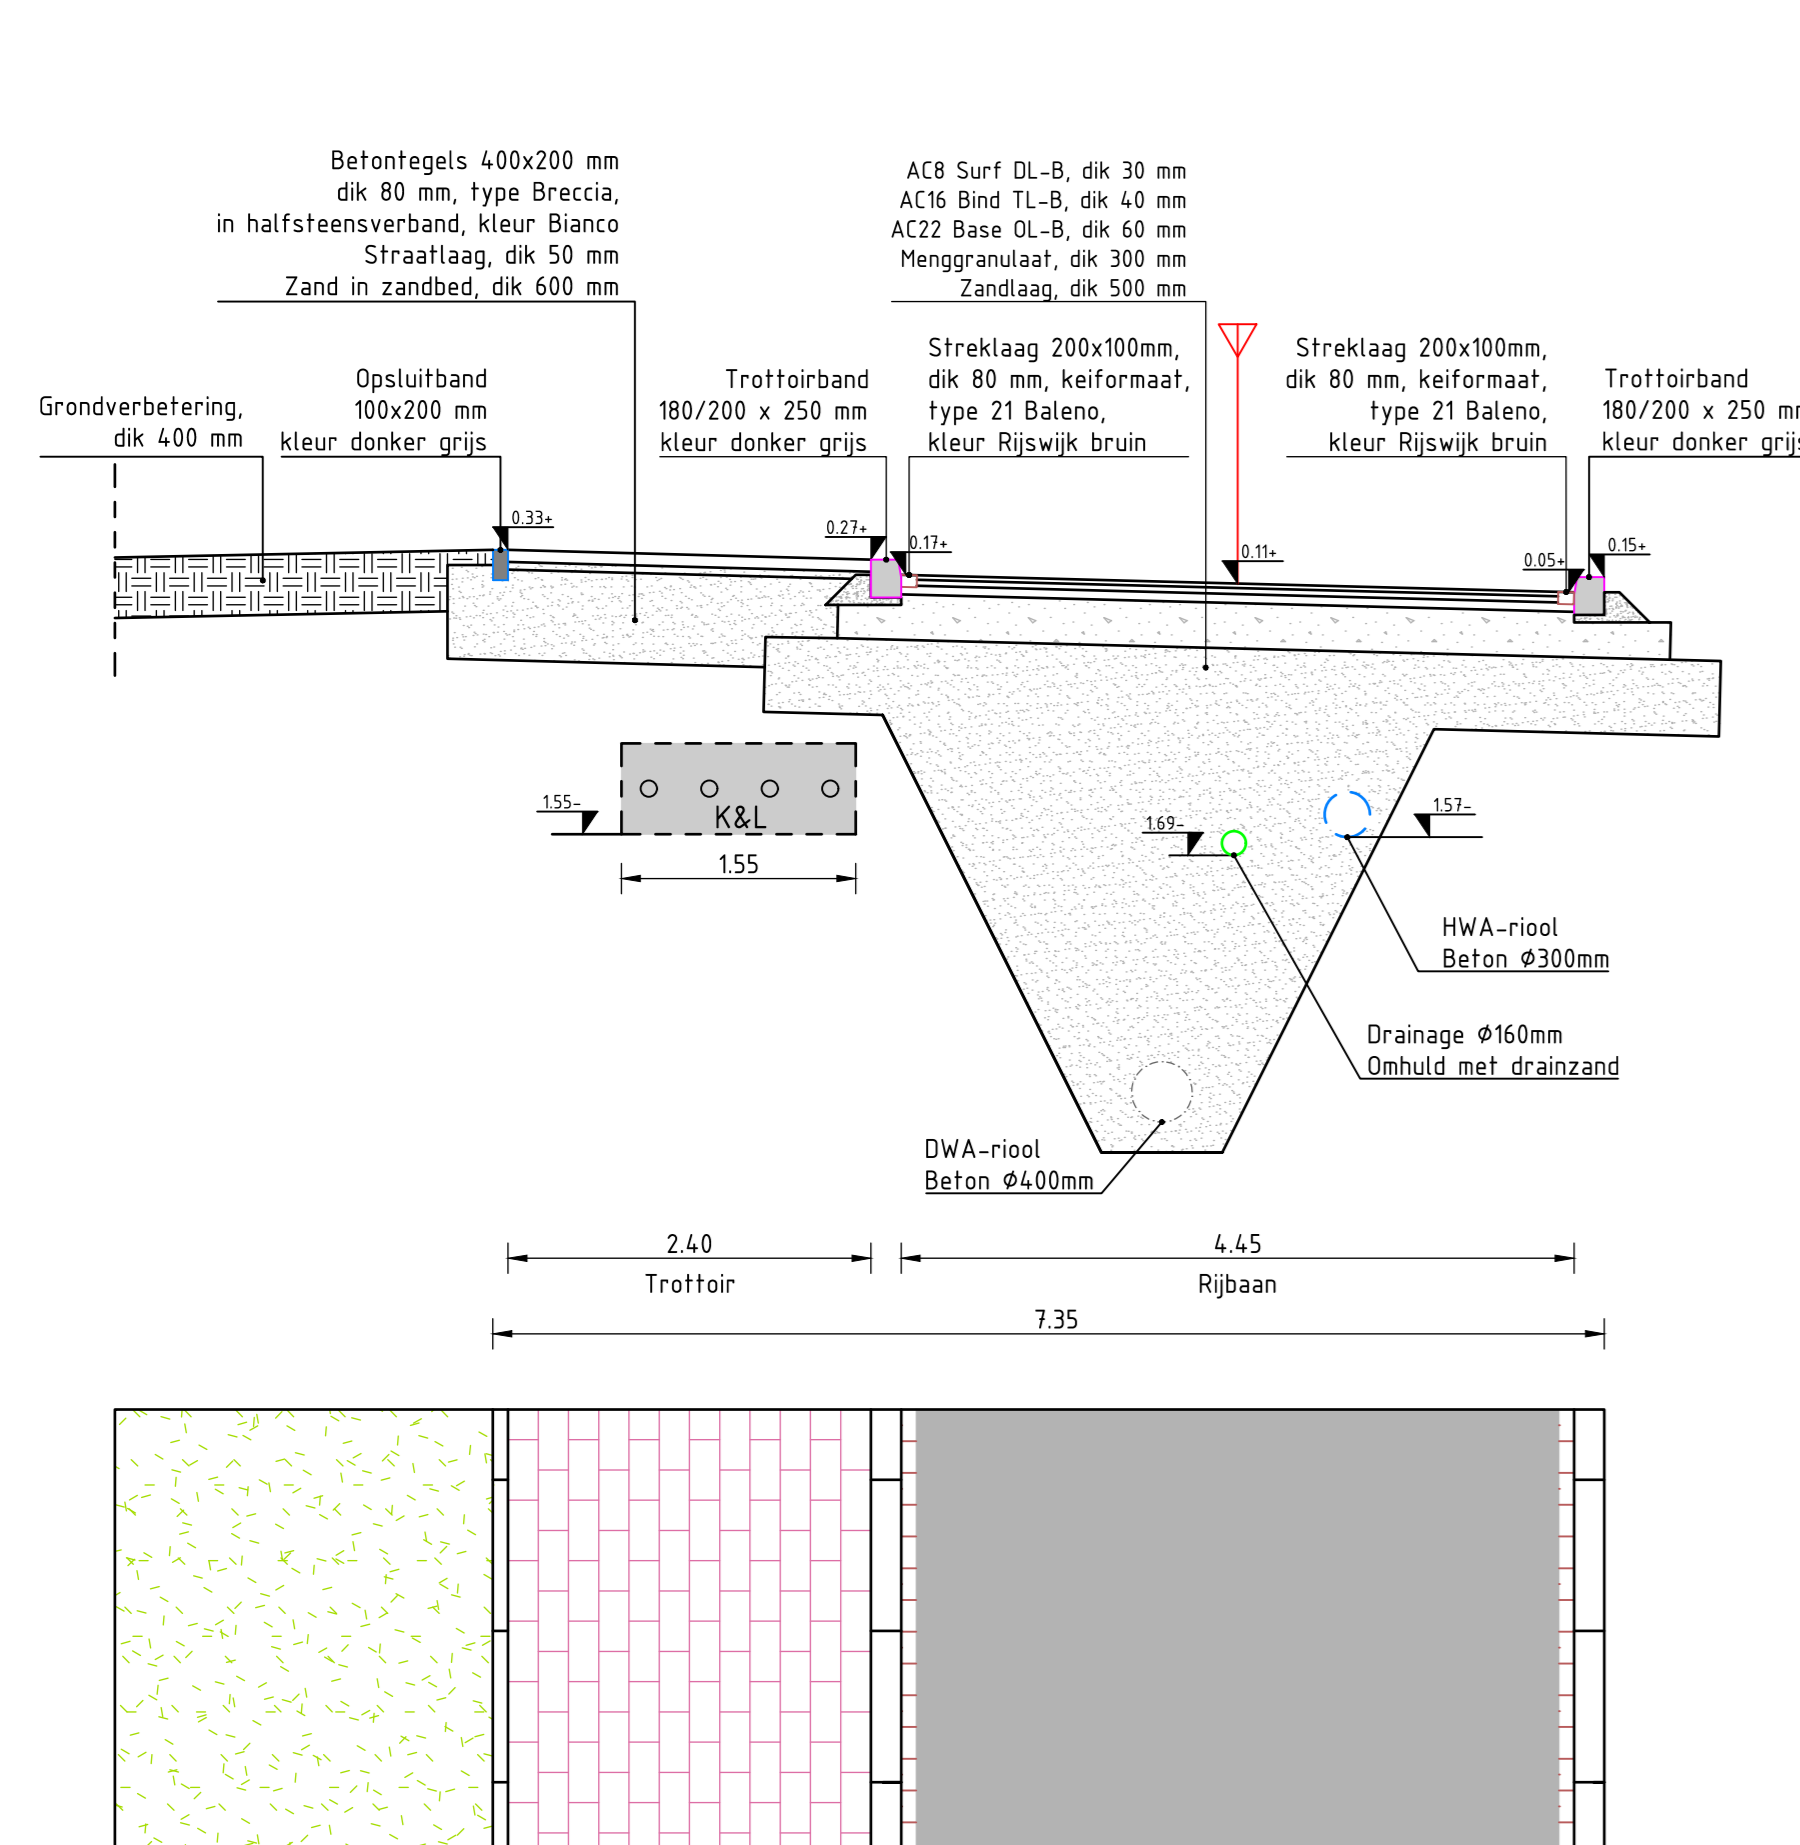 Betontegels 400x200 mm
dik 80 mm, type Breccia,
in halfsteensverband, kleur Bianco
Straatlaag, dik 50 mm
Zand in zandbed, dik 600 mm
AC8 Surf DL-B, dik 30 mm
AC16 Bind TL-B, dik 40 mm
AC22 Base OL-B, dik 60 mm
Menggranulaat, dik 300 mm
Zandlaag, dik 500 mm
Grondverbetering,
dik 400 mm
Opsluitband
100x200 mm
kleur donker grijs
Trottoirband
180/200 x 250 mm
kleur donker grijs
Streklaag 200x100mm,
dik 80 mm, keiformaat,
type 21 Baleno,
kleur Rijswijk bruin
Streklaag 200x100mm,
dik 80 mm, keiformaat,
type 21 Baleno,
kleur Rijswijk bruin
Trottoirband
180/200 x 250
kleur donker
0.33+
0.27+
0.17+
0.11+
0.05+
0.15+
1.55-
K&L
1.55
1.69-
1.57-
HWA-riool
Beton Ø300mm
Drainage Ø160mm
Omhuld met drainzand
DWA-riool
Beton Ø400mm
2.40
Trottoir
4.45
Rijbaan
7.35